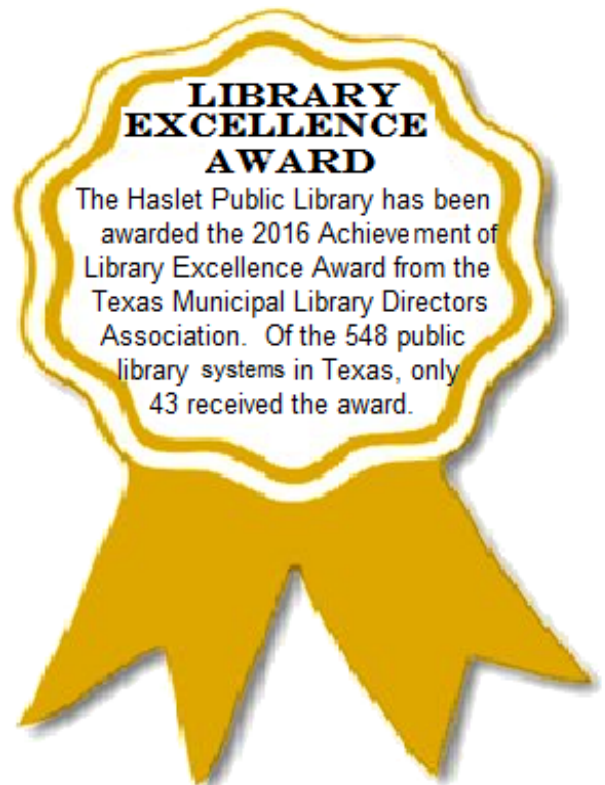 LIBRARY
EXCELLENCE
AWARD
The Haslet Public Library has been
awarded the 2016 Achievement of
Library Excellence Award from the
Texas Municipal Library Directors
Association. Of the 548 public
library systems in Texas, only
43 received the award.